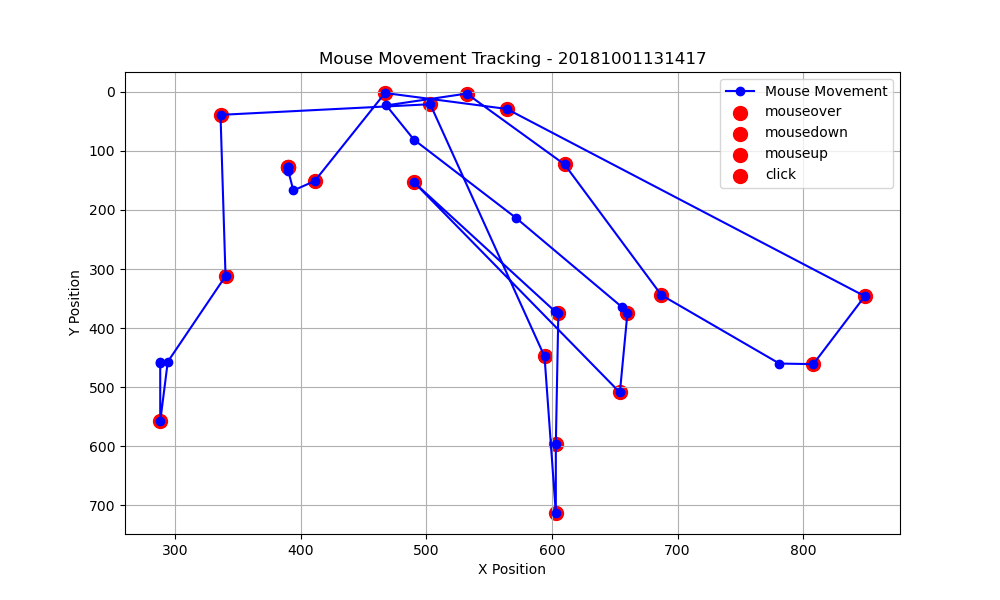 Mouse Movement Tracking - 20181001131417
Mouse Movement
mouseover
mousedown
mouseup
click
0
100
200
300
400
500
600
700
Y Position
300 400 500 600 700 800
X Position